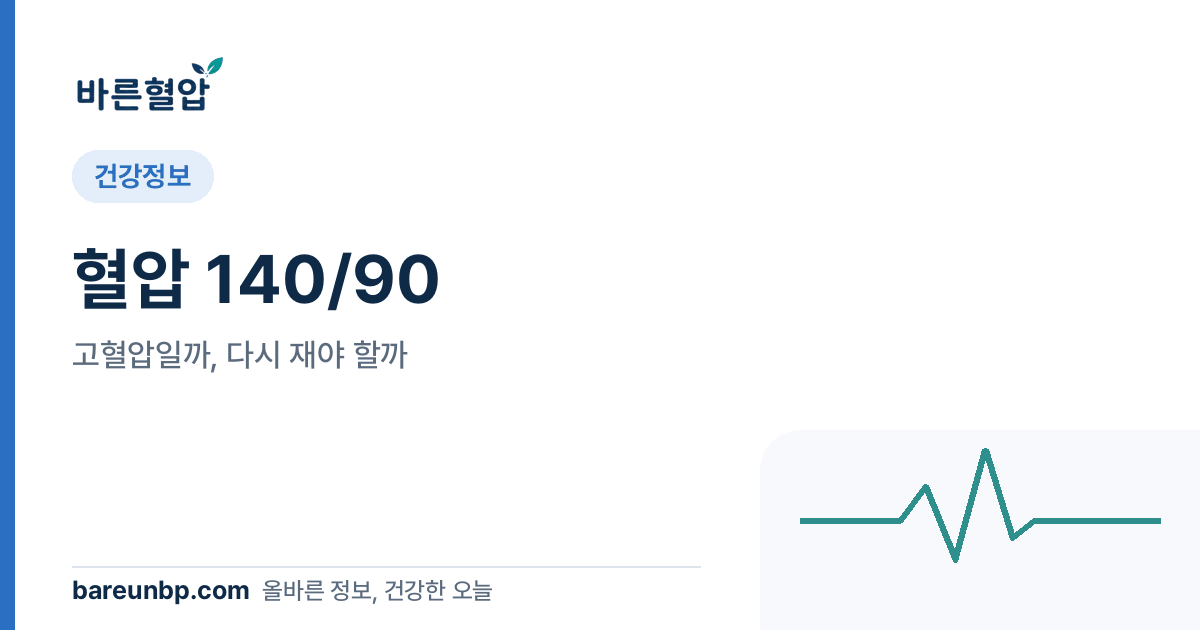 바른혈압
건강정보
혈압 140/90
고혈압일까, 다시 재야 할까
bareunbp.com 올바른 정보, 건강한 오늘